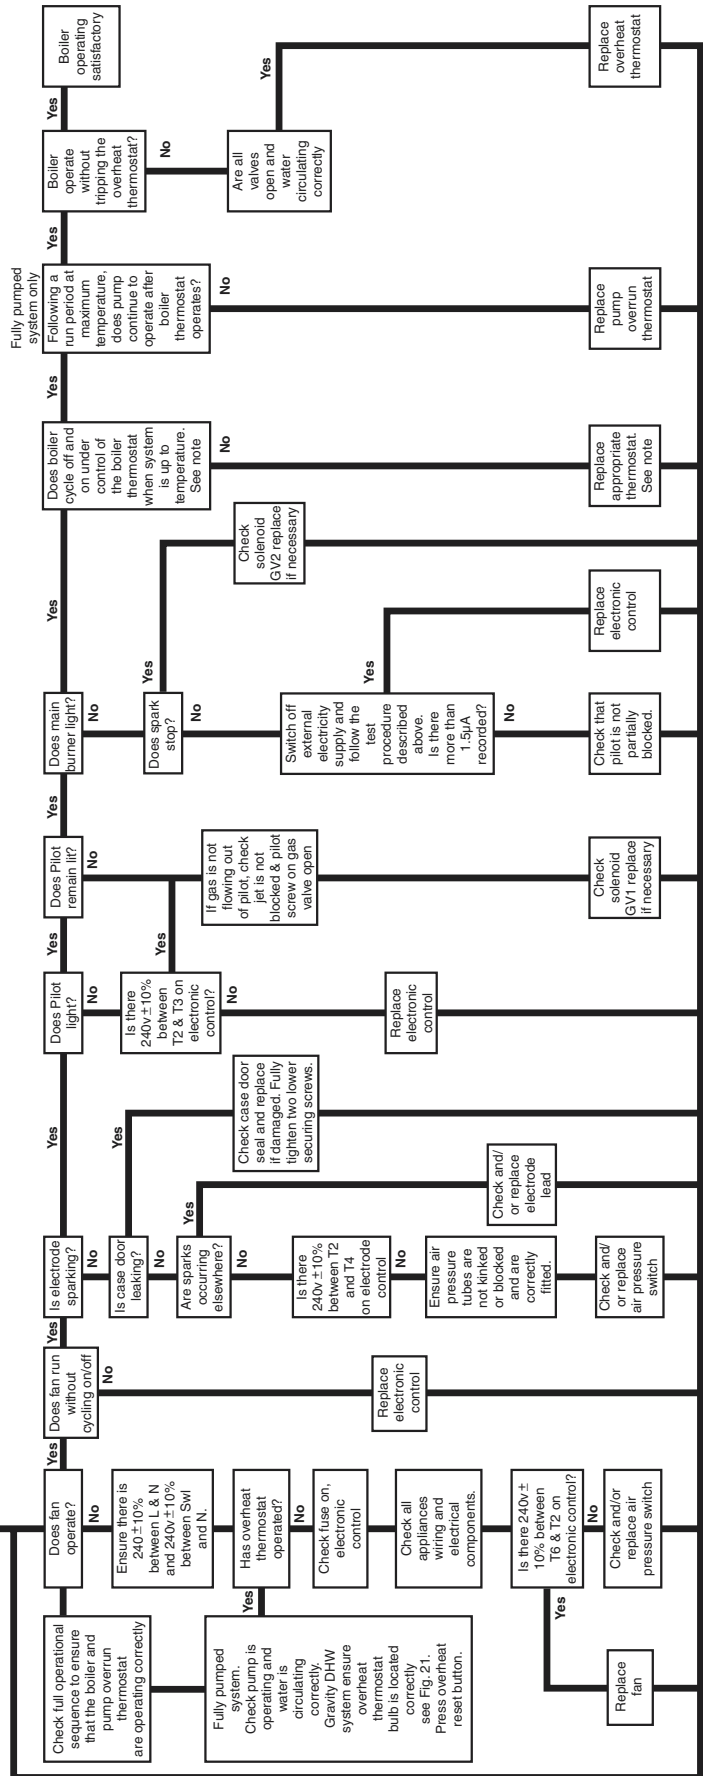 Check full operational
sequence to ensure
that the boiler and
pump overrun
thermostat
are operating correctly
Fully pumped
system.
Check pump is
operating and
water is
circulating
correctly.
Gravity DHW
system ensure
overheat
thermostat
bulb is located
correctly
see Fig. 21.
Press overheat
reset button.
Replace
fan
Does fan
operate?
No
Yes
Ensure there is
240±10%
between L & N
and 240v±10%
between Swl
and N.
Has overheat
thermostat
operated?
Yes
No
Check fuse on,
electronic
control
Check all
appliances
wiring and
electrical
components.
Is there 240v±
10% between
T6 & T2 on
electronic control?
Yes
No
Check and/or
replace air
pressure switch
Does fan run
without
cycling on/off
Yes
No
Replace
electronic
control
Is electrode
sparking?
Yes
No
Is case door
leaking?
Yes
No
Are sparks
occurring
elsewhere?
Yes
No
Is there
240v±10%
between T2
and T4
on electrode
control
No
Ensure air
pressure
tubes are
not kinked
or blocked
and are
correctly
fitted.
Check and/
or replace
air pressure
switch
Check and/
or replace
electrode
lead
Check case door
seal and replace
if damaged. Fully
tighten two lower
securing screws.
Does Pilot
light?
Yes
No
Is there
240v±10%
between
T2 & T3 on
electronic
control?
Yes
No
Replace
electronic
control
Does Pilot
remain lit?
Yes
No
If gas is not
flowing out
of pilot, check
jet is not
blocked & pilot
screw on gas
valve open
Check
solenoid
GV1 replace
if necessary
Does main
burner light?
Yes
No
Does spark
stop?
Yes
No
Switch off
external
electricity
supply and
follow the
test
procedure
described
above.
Is there
more than
1.5µA
recorded?
Yes
No
Check that
pilot is not
partially
blocked.
Replace
electronic
control
Check
solenoid
GV2 replace
if necessary
Does boiler
cycle off and
on under
control of
the boiler
thermostat
when system
is up to
temperature.
See note
Yes
No
Replace
appropriate
thermostat.
See note
Fully pumped
system only
Following a
run period at
maximum
temperature,
does pump
continue to
operate after
boiler
thermostat
operates?
Yes
No
Replace
pump
overrun
thermostat
Boiler
operate
without
tripping the
overheat
thermostat?
Yes
No
Are all
valves
open and
water
circulating
correctly
Yes
Replace
overheat
thermostat
Boiler
operating
satisfactory